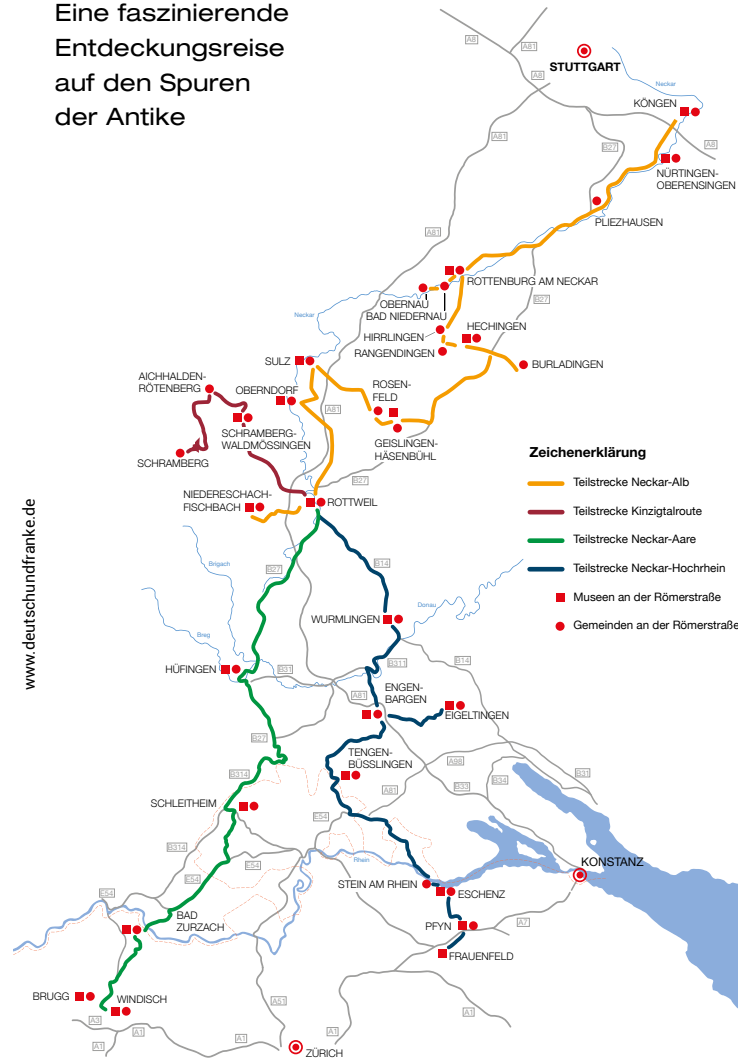 Eine faszinierende
Entdeckungsreise
auf den Spuren
der Antike
A8
A81
STUTTGART
A8
Neckar
KÖNGEN
A81
B27
A8
NÜRTINGEN-
OBERENSINGEN
PLIEZHAUSEN
A81
ROTTENBURG AM NECKAR
OBERNAU
BAD NIEDERNAU
B27
Neckar
HIRRLINGEN
HECHINGEN
RANGENDINGEN
SULZ
BURLADINGEN
AICHHALDEN-
RÖTENBERG
OBERNDORF
ROSEN-
FELD
A81
SCHRAMBERG-
WALDMÖSSINGEN
GEISLINGEN-
HÄSENBÜHL
SCHRAMBERG
Zeichenerklärung
B27
Teilstrecke Neckar-Alb
NIEDERESCHACH-
FISCHBACH
ROTTWEIL
Teilstrecke Kinzigtalroute
Teilstrecke Neckar-Aare
Teilstrecke Neckar-Hochrhein
Museen an der Römerstraße
Gemeinden an der Römerstraße
www.deutschundfranke.de
Brigach
B27
B14
Donau
WURMLINGEN
Breg
HÜFINGEN
B31
B311
B14
A81
ENGEN-
BARGEN
EIGELTINGEN
B27
TENGEN-
BÜSSLINGEN
A98
B314
B33
B34
B31
A81
SCHLEITHEIM
E54
B314
E54
Rhein
KONSTANZ
E54
STEIN AM RHEIN
ESCHENZ
E54
BAD
ZURZACH
PFYN
A7
FRAUENFELD
BRUGG
WINDISCH
A51
A3
A1
A1
A1
A1
A1
ZÜRICH